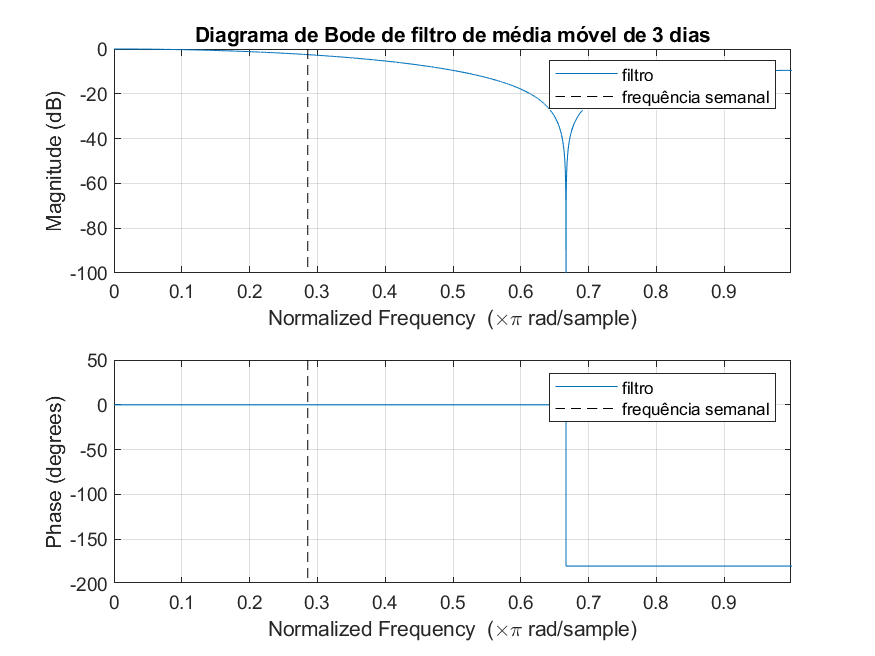 Diagrama de Bode de filtro de média móvel de 3 dias
0
-20
-40
-60
-80
-100
Magnitude (dB)
filtro
frequência semanal
0 0.1 0.2 0.3 0.4 0.5 0.6 0.7 0.8 0.9
Normalized Frequency (×π rad/sample)
50
0
-50
-100
-150
-200
Phase (degrees)
filtro
frequência semanal
0 0.1 0.2 0.3 0.4 0.5 0.6 0.7 0.8 0.9
Normalized Frequency (×π rad/sample)